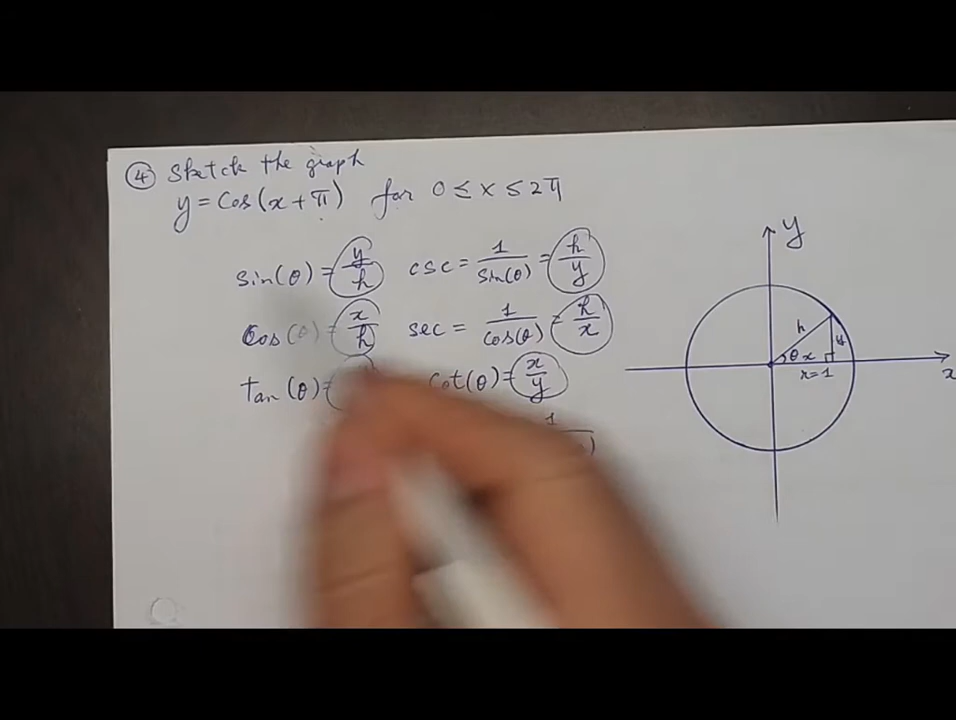 ④ Sketch the graph
y = Cos(x + π) for 0 ≤ x ≤ 2π
sin(θ) = y/h csc = 1/sin(θ) = h/y
Cos(θ) = x/h sec = 1/cos(θ) = h/x
tan(θ) = cot(θ) = x/y
1
y
h
y
θ x
r=1
x